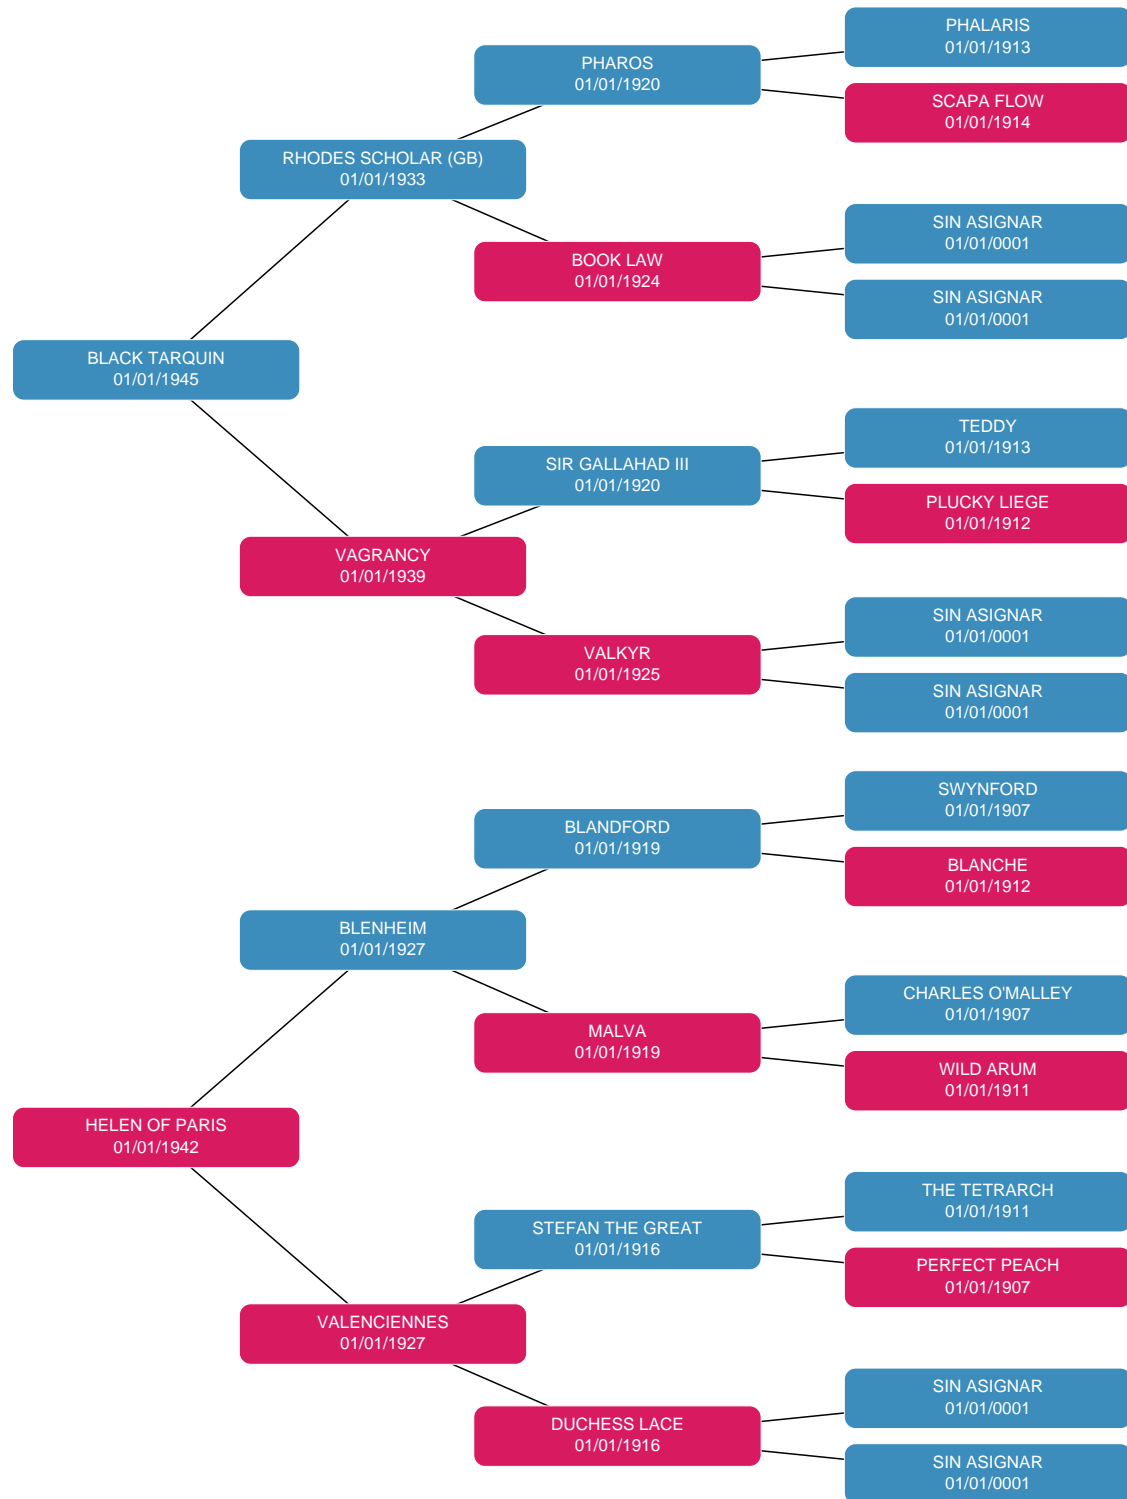 PHALARIS
01/01/1913
PHAROS
01/01/1920
SCAPA FLOW
01/01/1914
RHODES SCHOLAR (GB)
01/01/1933
SIN ASIGNAR
01/01/0001
BOOK LAW
01/01/1924
SIN ASIGNAR
01/01/0001
BLACK TARQUIN
01/01/1945
TEDDY
01/01/1913
SIR GALLAHAD III
01/01/1920
PLUCKY LIEGE
01/01/1912
VAGRANCY
01/01/1939
SIN ASIGNAR
01/01/0001
VALKYR
01/01/1925
SIN ASIGNAR
01/01/0001
SWYNFORD
01/01/1907
BLANDFORD
01/01/1919
BLANCHE
01/01/1912
BLENHEIM
01/01/1927
CHARLES O'MALLEY
01/01/1907
MALVA
01/01/1919
WILD ARUM
01/01/1911
HELEN OF PARIS
01/01/1942
THE TETRARCH
01/01/1911
STEFAN THE GREAT
01/01/1916
PERFECT PEACH
01/01/1907
VALENCIENNES
01/01/1927
SIN ASIGNAR
01/01/0001
DUCHESS LACE
01/01/1916
SIN ASIGNAR
01/01/0001